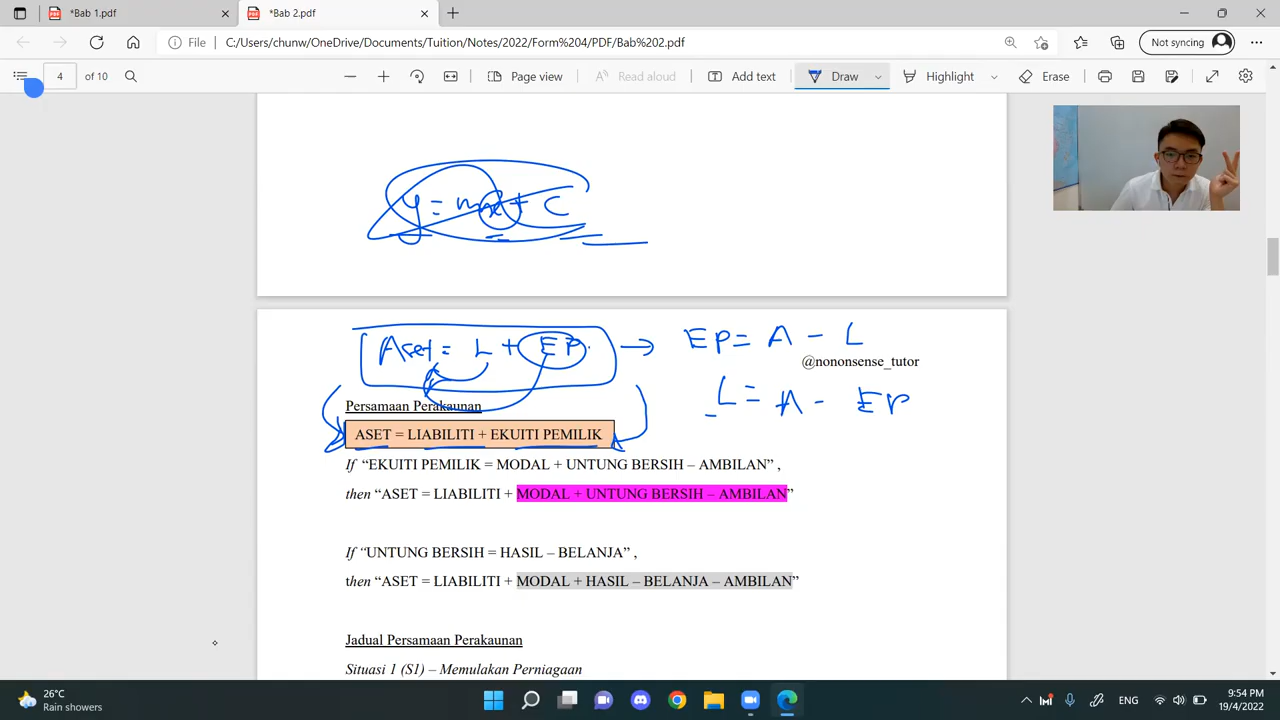 *Bab 1.pdf
*Bab 2.pdf
File C:/Users/chunw/OneDrive/Documents/Tuition/Notes/2022/Form%204/PDF/Bab%202.pdf
Not syncing
4 of 10
Page view
Read aloud
Add text
Draw
Highlight
Erase
y = mx + c
Aset = L + EP
EP = A - L
@nononsense_tutor
L = A - EP
Persamaan Perakaunan
ASET = LIABILITI + EKUITI PEMILIK
If “EKUITI PEMILIK = MODAL + UNTUNG BERSIH – AMBILAN” ,
then “ASET = LIABILITI + MODAL + UNTUNG BERSIH – AMBILAN”
If “UNTUNG BERSIH = HASIL – BELANJA” ,
then “ASET = LIABILITI + MODAL + HASIL – BELANJA – AMBILAN”
Jadual Persamaan Perakaunan
Situasi 1 (S1) – Memulakan Perniagaan
26°C
Rain showers
ENG
9:54 PM
19/4/2022